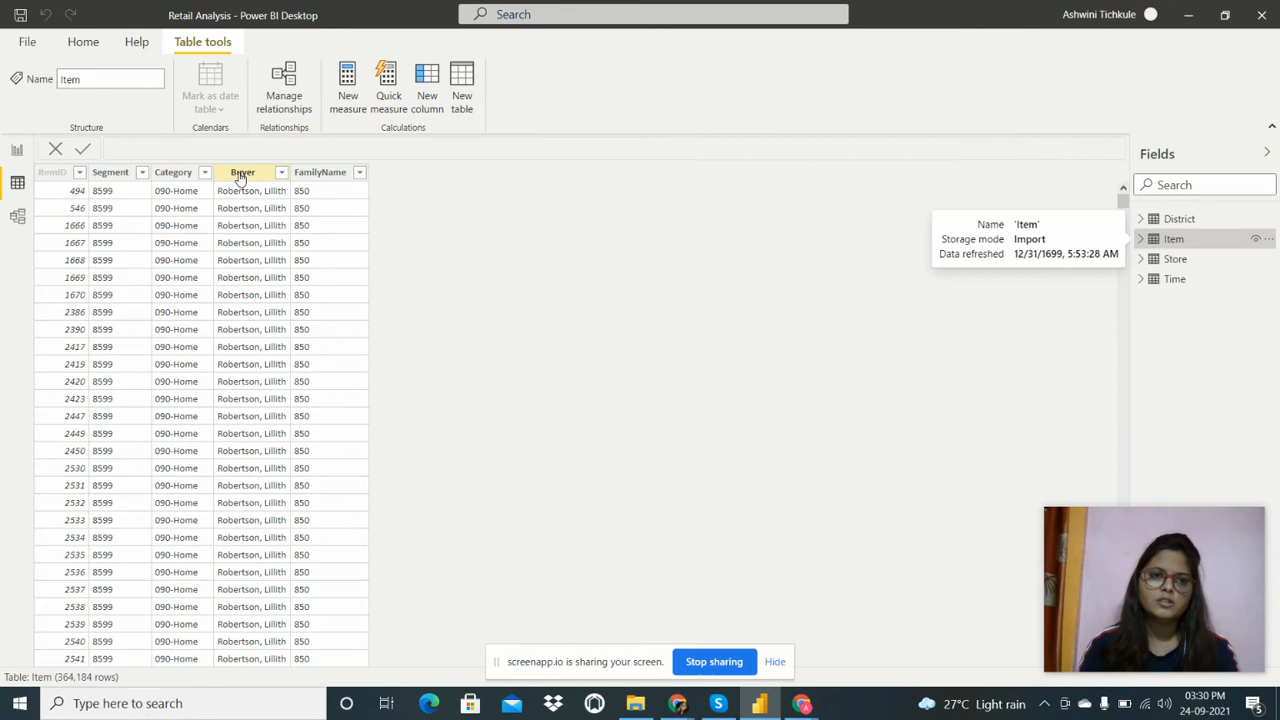 Retail Analysis - Power BI Desktop
Search
Ashwini Tichkule
File Home Help Table tools
Name Item
Mark as date table
Manage relationships
New measure
Quick measure
New column
New table
Structure Calendars Relationships Calculations
Fields
Search
ItemID Segment Category Buyer FamilyName
494 8599 090-Home Robertson, Lillith 850
546 8599 090-Home Robertson, Lillith 850
1666 8599 090-Home Robertson, Lillith 850
1667 8599 090-Home Robertson, Lillith 850
1668 8599 090-Home Robertson, Lillith 850
1669 8599 090-Home Robertson, Lillith 850
1670 8599 090-Home Robertson, Lillith 850
2386 8599 090-Home Robertson, Lillith 850
2390 8599 090-Home Robertson, Lillith 850
2417 8599 090-Home Robertson, Lillith 850
2419 8599 090-Home Robertson, Lillith 850
2420 8599 090-Home Robertson, Lillith 850
2423 8599 090-Home Robertson, Lillith 850
2447 8599 090-Home Robertson, Lillith 850
2449 8599 090-Home Robertson, Lillith 850
2450 8599 090-Home Robertson, Lillith 850
2530 8599 090-Home Robertson, Lillith 850
2531 8599 090-Home Robertson, Lillith 850
2532 8599 090-Home Robertson, Lillith 850
2533 8599 090-Home Robertson, Lillith 850
2534 8599 090-Home Robertson, Lillith 850
2535 8599 090-Home Robertson, Lillith 850
2536 8599 090-Home Robertson, Lillith 850
2537 8599 090-Home Robertson, Lillith 850
2538 8599 090-Home Robertson, Lillith 850
2539 8599 090-Home Robertson, Lillith 850
2540 8599 090-Home Robertson, Lillith 850
2541 8599 090-Home Robertson, Lillith 850
Name 'Item'
Storage mode Import
Data refreshed 12/31/1699, 5:53:28 AM
District
Item
Store
Time
screenapp.io is sharing your screen. Stop sharing Hide
Table: Item (364,184 rows)
Type here to search
27°C Light rain
03:30 PM
24-09-2021
5